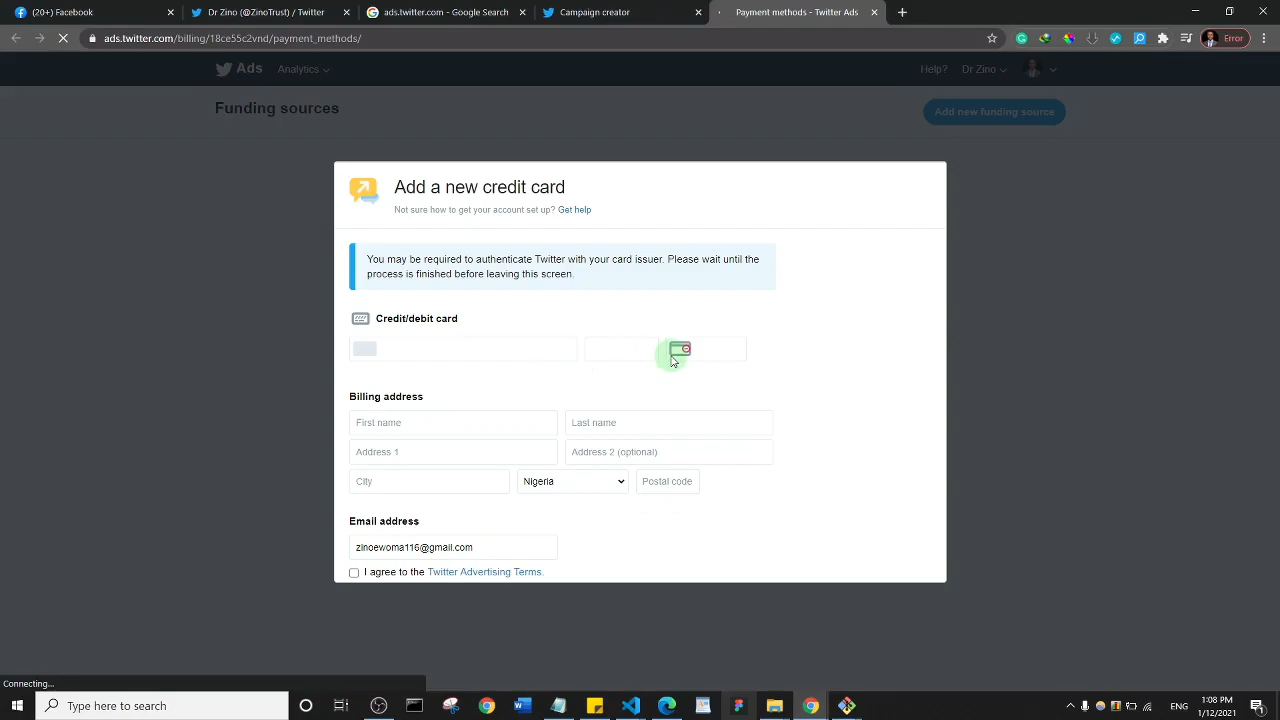 (20+) Facebook
Dr Zino (@ZinoTrust) / Twitter
ads.twitter.com - Google Search
Campaign creator
Payment methods - Twitter Ads
ads.twitter.com/billing/18ce55c2vnd/payment_methods/
Error
Ads
Analytics
Help?
Dr Zino
Funding sources
Add new funding source
Add a new credit card
Not sure how to get your account set up? Get help
You may be required to authenticate Twitter with your card issuer. Please wait until the
process is finished before leaving this screen.
Credit/debit card
Billing address
First name
Last name
Address 1
Address 2 (optional)
City
Nigeria
Postal code
Email address
zinoewoma116@gmail.com
I agree to the Twitter Advertising Terms.
Connecting...
Type here to search
ENG
1:08 PM
1/12/2021